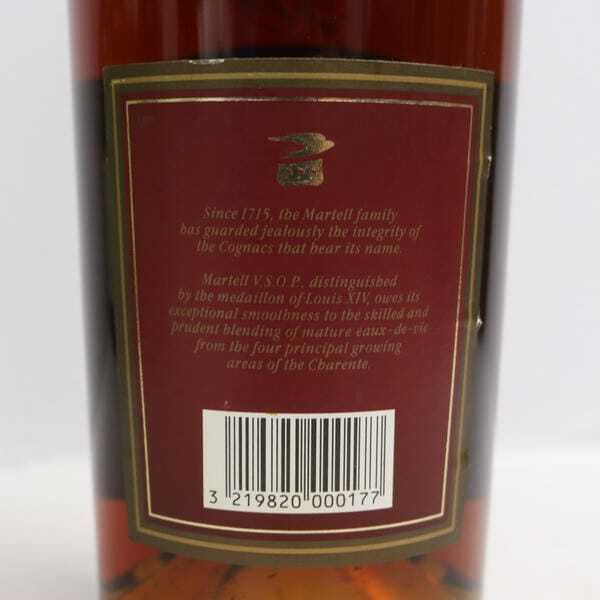 Since 1715, the Martell family
has guarded jealously the integrity of
the Cognacs that bear its name.
Martell V.S.O.P., distinguished
by the medaillon of Louis XIV, owes its
exceptional smoothness to the skilled and
prudent blending of mature eaux-de-vie
from the four principal growing
areas of the Charente.
3 219820 000177